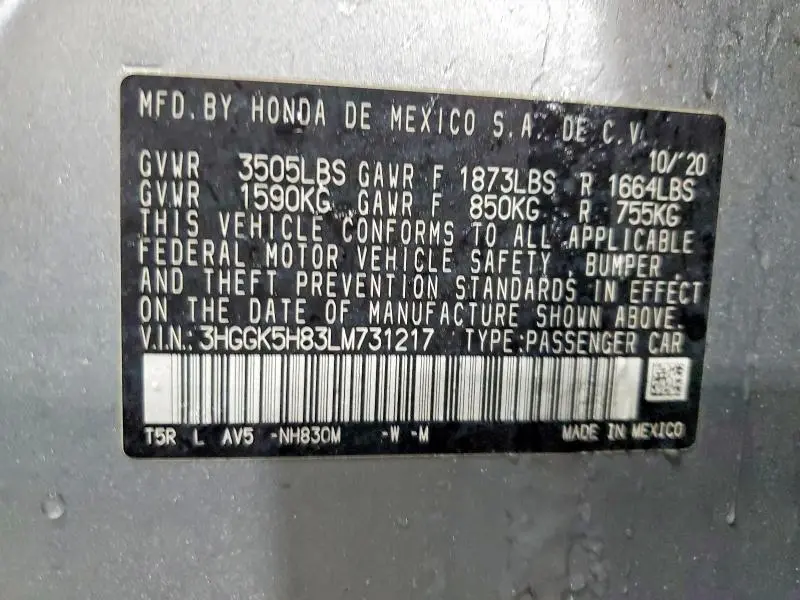 MFD. BY HONDA DE MEXICO S.A. DE C.V.
10/'20
GVWR 3505LBS GAWR F 1873LBS R 1664LBS
GVWR 1590KG GAWR F 850KG R 755KG
THIS VEHICLE CONFORMS TO ALL APPLICABLE
FEDERAL MOTOR VEHICLE SAFETY, BUMPER,
AND THEFT PREVENTION STANDARDS IN EFFECT
ON THE DATE OF MANUFACTURE SHOWN ABOVE.
V.I.N.: 3HGGK5H83LM731217 TYPE:PASSENGER CAR
T5R L AV5 -NH830M -W -M MADE IN MEXICO